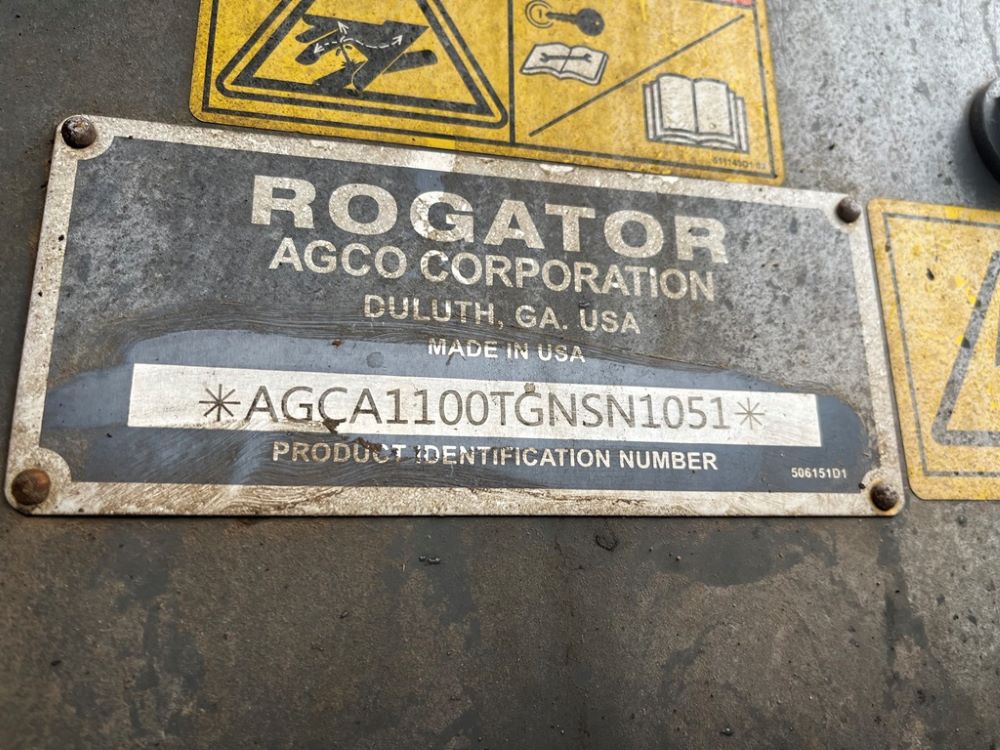 ROGATOR
AGCO CORPORATION
DULUTH, GA. USA
MADE IN USA
*AGCA1100TGNSN1051*
PRODUCT IDENTIFICATION NUMBER
506151D1